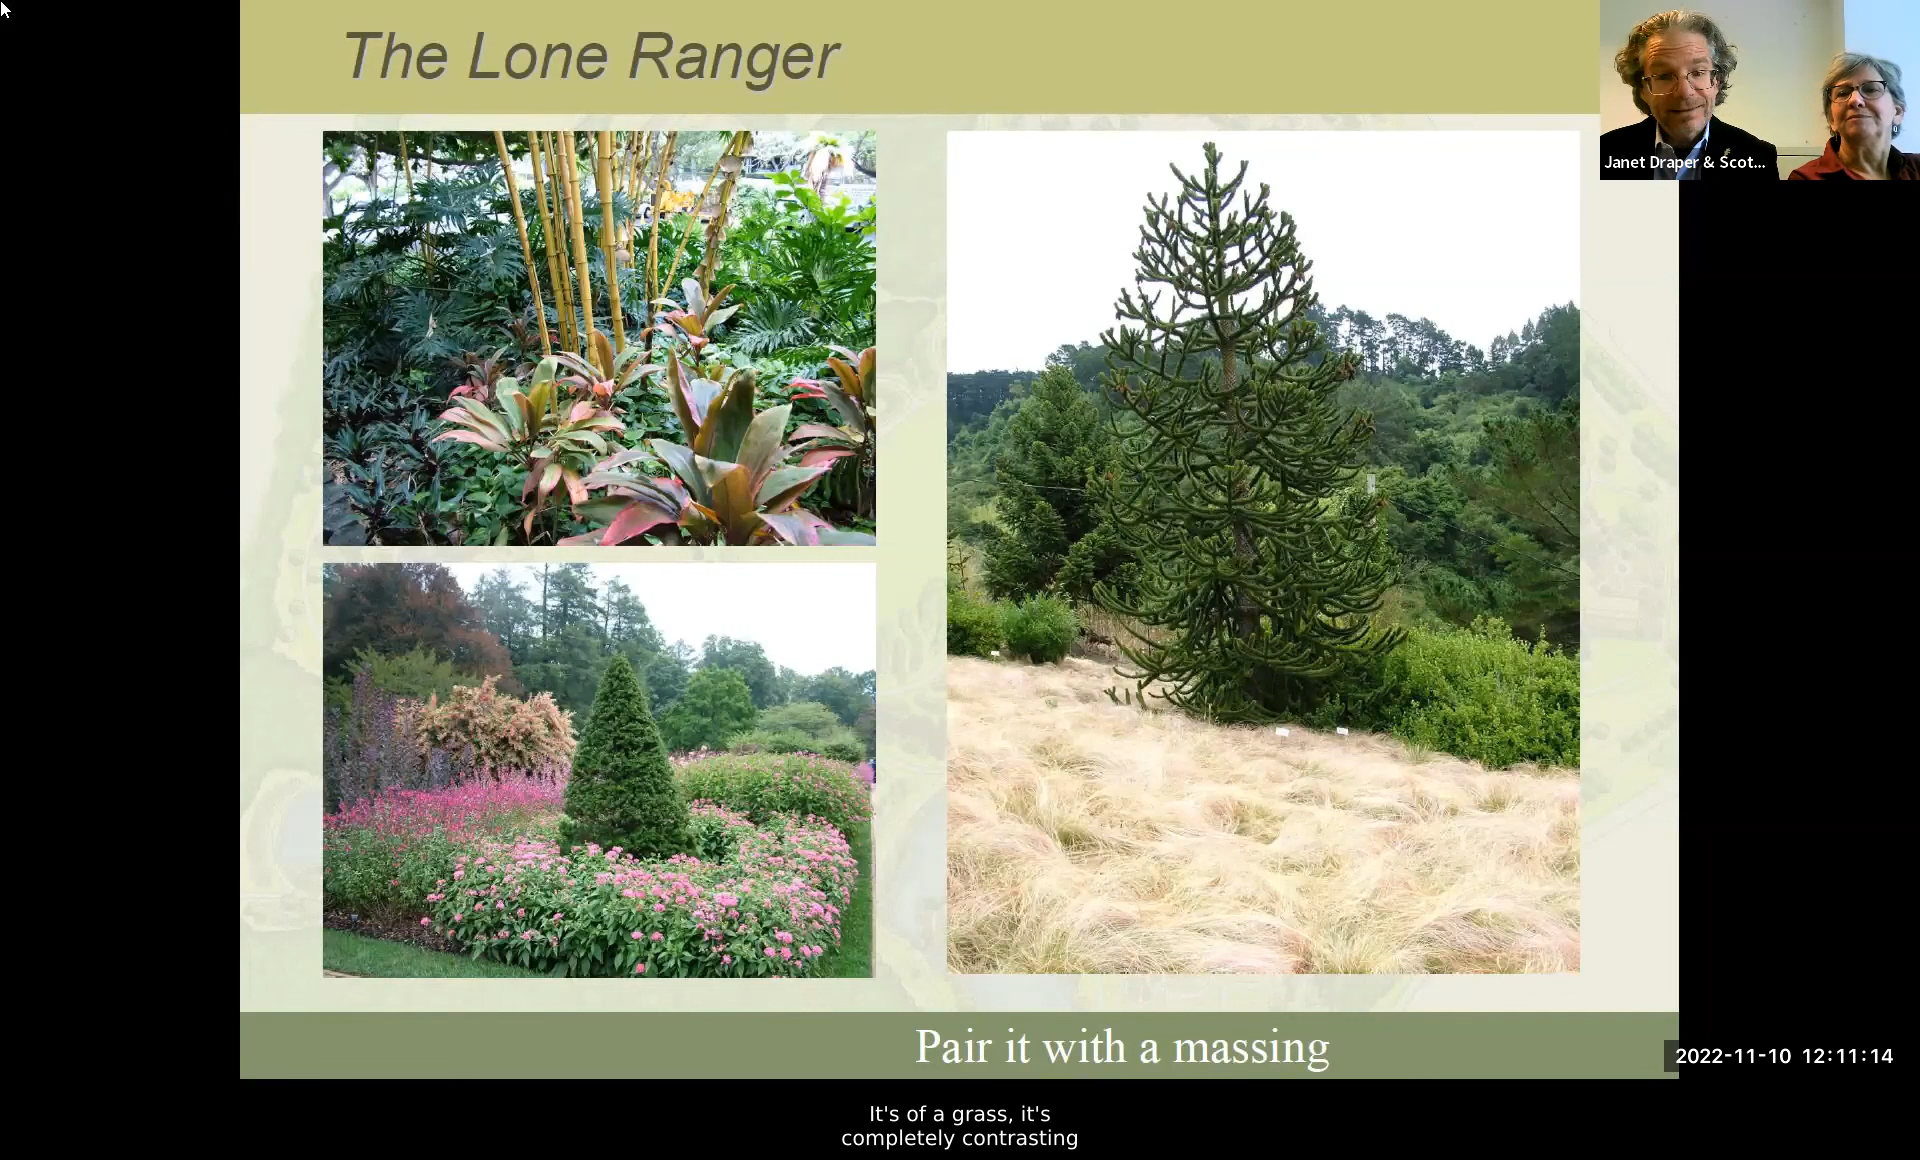 The Lone Ranger
Janet Draper & Scot...
Pair it with a massing
2022-11-10 12:11:14
It's of a grass, it's
completely contrasting